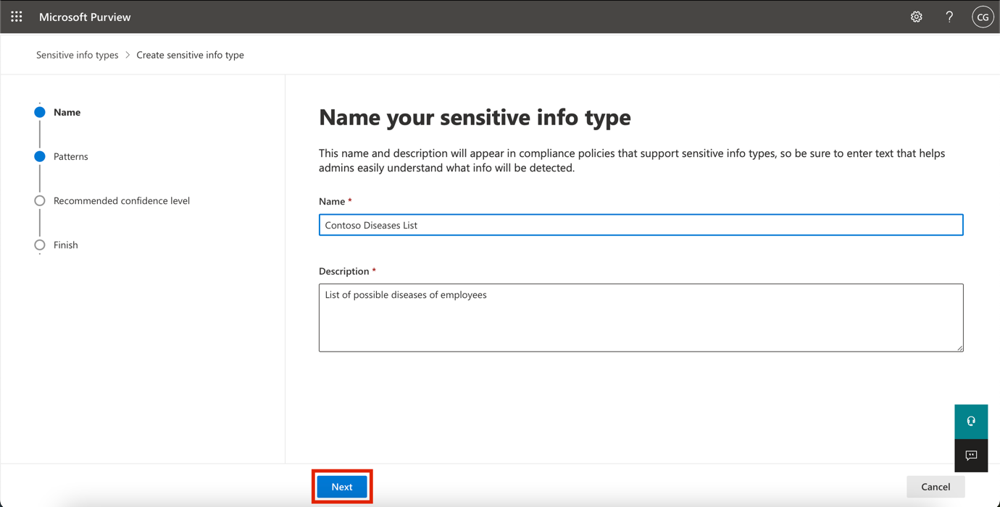 Microsoft Purview
?
CG
Sensitive info types > Create sensitive info type
Name
Patterns
Recommended confidence level
Finish
Name your sensitive info type
This name and description will appear in compliance policies that support sensitive info types, so be sure to enter text that helps
admins easily understand what info will be detected.
Name *
Contoso Diseases List
Description *
List of possible diseases of employees
Next
Cancel